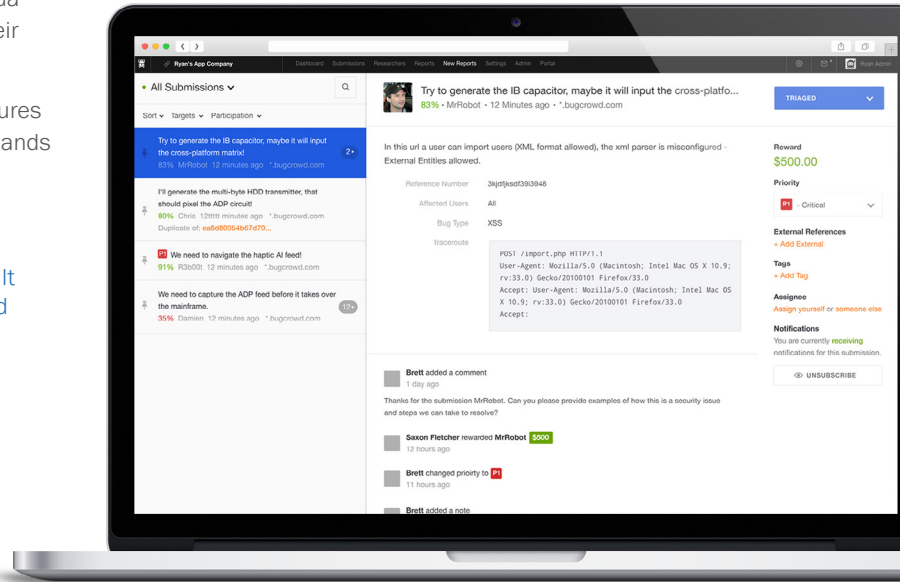 da
eir
ures
ands
lt
d
Ryan's App Company
Dashboard Submissions Researchers Reports New Reports Settings Admin Portal
Ryan Admin
All Submissions
Sort Targets Participation
Try to generate the IB capacitor, maybe it will input
the cross-platform matrix!
2+
83% MrRobot 12 minutes ago *.bugcrowd.com
I'll generate the multi-byte HDD transmitter, that
should pixel the ADP circuit!
80% Chris 12ttttt minutes ago *.bugcrowd.com
Duplicate of: ea8d80064b67d70...
P1 We need to navigate the haptic AI feed!
91% R3b00t 12 minutes ago *.bugcrowd.com
We need to capture the ADP feed before it takes over
the mainframe.
12+
35% Damien 12 minutes ago *.bugcrowd.com
Try to generate the IB capacitor, maybe it will input the cross-platfo...
83% • MrRobot • 12 Minutes ago • *.bugcrowd.com
In this url a user can import users (XML format allowed), the xml parser is misconfigured -
External Entities allowed.
Reference Number 3kjdfjksdf39i3948
Affected Users All
Bug Type XSS
Traceroute
POST /import.php HTTP/1.1
User-Agent: Mozilla/5.0 (Macintosh; Intel Mac OS X 10.9;
rv:33.0) Gecko/20100101 Firefox/33.0
Accept: User-Agent: Mozilla/5.0 (Macintosh; Intel Mac OS
X 10.9; rv:33.0) Gecko/20100101 Firefox/33.0
Accept:
Brett added a comment
1 day ago
Thanks for the submission MrRobot. Can you please provide examples of how this is a security issue
and steps we can take to resolve?
Saxon Fletcher rewarded MrRobot $500
12 hours ago
Brett changed prioirty to P1
11 hours ago
Brett added a note
TRIAGED
Reward
$500.00
Priority
P1 - Critical
External References
+ Add External
Tags
+ Add Tag
Assignee
Assign yourself or someone else
Notifications
You are currently receiving
notifications for this submission.
UNSUBSCRIBE